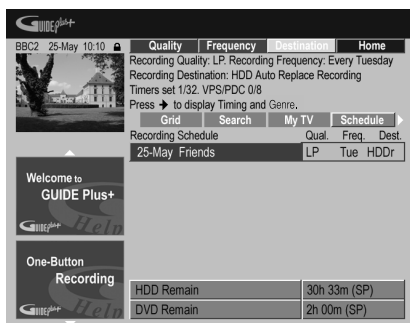 GUIDE Plus+
BBC2 25-May 10:10
Quality Frequency Destination Home
Recording Quality: LP. Recording Frequency: Every Tuesday
Recording Destination: HDD Auto Replace Recording
Timers set 1/32. VPS/PDC 0/8
Press → to display Timing and Genre.
Grid Search My TV Schedule
Recording Schedule Qual. Freq. Dest.
25-May Friends LP Tue HDDr
Welcome to
GUIDE Plus+
GUIDE Plus+ Help
One-Button
Recording
GUIDE Plus+ Help
HDD Remain 30h 33m (SP)
DVD Remain 2h 00m (SP)